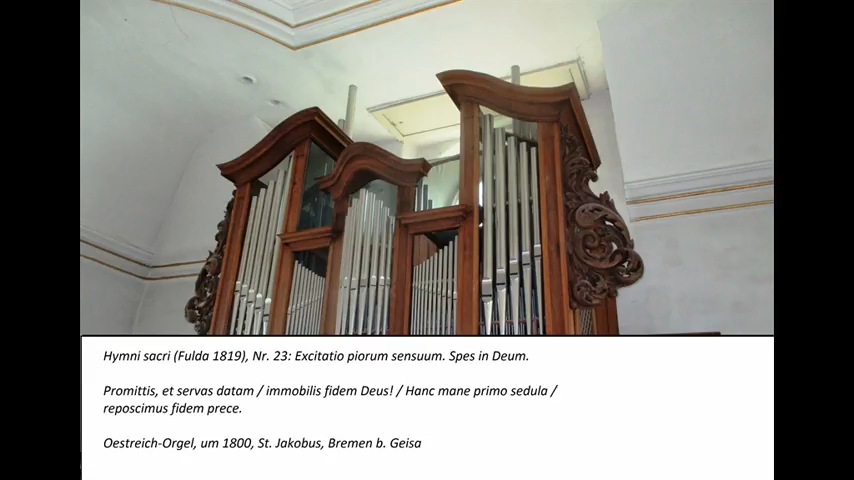 Hymni sacri (Fulda 1819), Nr. 23: Excitatio piorum sensuum. Spes in Deum.
Promittis, et servas datam / immobilis fidem Deus! / Hanc mane primo sedula /
reposcimus fidem prece.
Oestreich-Orgel, um 1800, St. Jakobus, Bremen b. Geisa